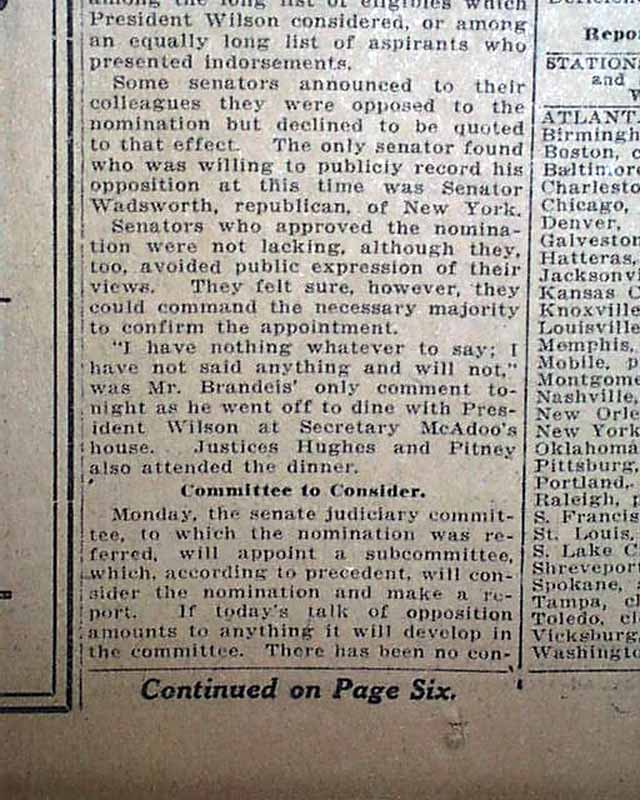 among the long list of eligibles which
President Wilson considered, or among
an equally long list of aspirants who
presented indorsements.
Some senators announced to their
colleagues they were opposed to the
nomination but declined to be quoted
to that effect. The only senator found
who was willing to publicly record his
opposition at this time was Senator
Wadsworth, republican, of New York.
Senators who approved the nomina-
tion were not lacking, although they,
too, avoided public expression of their
views. They felt sure, however, they
could command the necessary majority
to confirm the appointment.
"I have nothing whatever to say; I
have not said anything and will not,"
was Mr. Brandeis' only comment to-
night as he went off to dine with Pres-
ident Wilson at Secretary McAdoo's
house. Justices Hughes and Pitney
also attended the dinner.
Committee to Consider.
Monday, the senate judiciary commit-
tee, to which the nomination was re-
ferred, will appoint a subcommittee,
which, according to precedent, will con-
sider the nomination and make a re-
port. If today's talk of opposition
amounts to anything it will develop in
the committee. There has been no con-
Continued on Page Six.
Repo
STATION
and
ATLANT
Birmingh
Boston, c
Baltimore
Charlesto
Chicago,
Denver,
Galveston
Hatteras,
Jacksonvi
Kansas C
Knoxville
Louisville
Memphis,
Mobile, p
Montgome
Nashville,
New Orle
New York
Oklahoma
Pittsburg,
Portland,
Raleigh, p
S. Francis
St. Louis,
S. Lake C
Shreveport
Spokane,
Tampa, cl
Toledo, cl
Vicksburg,
Washingto